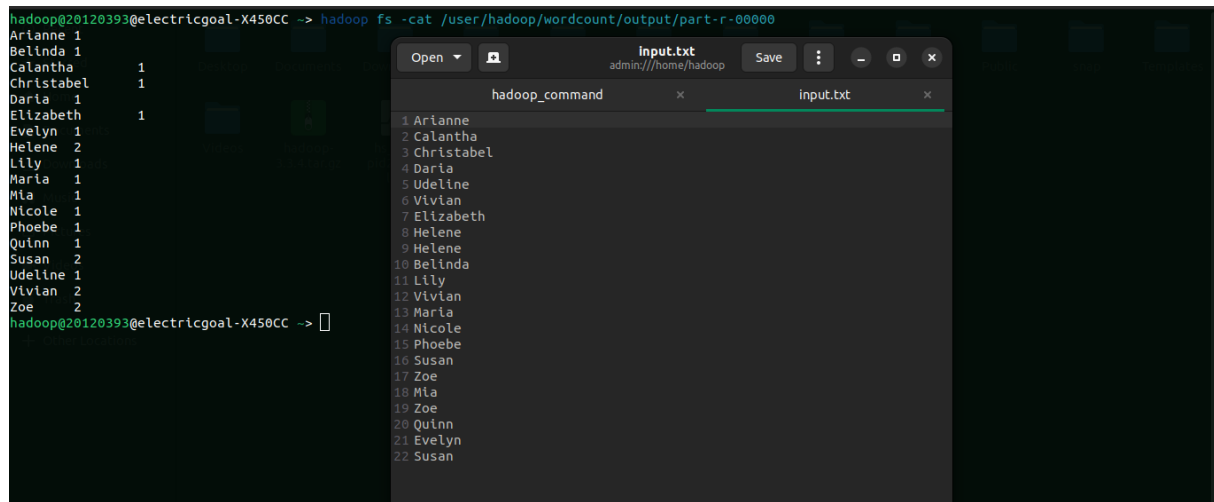 hadoop@20120393@electricgoal-X450CC ~> hadoop fs -cat /user/hadoop/wordcount/output/part-r-00000
Arianne 1
Belinda 1
Calantha 1
Christabel 1
Daria 1
Elizabeth 1
Evelyn 1
Helene 2
Lily 1
Maria 1
Mia 1
Nicole 1
Phoebe 1
Quinn 1
Susan 2
Udeline 1
Vivian 2
Zoe 2
hadoop@20120393@electricgoal-X450CC ~>
+ Other Locations
Open
input.txt
admin:///home/hadoop
Save
hadoop_command ×
input.txt ×
1 Arianne
2 Calantha
3 Christabel
4 Daria
5 Udeline
6 Vivian
7 Elizabeth
8 Helene
9 Helene
10 Belinda
11 Lily
12 Vivian
13 Maria
14 Nicole
15 Phoebe
16 Susan
17 Zoe
18 Mia
19 Zoe
20 Quinn
21 Evelyn
22 Susan